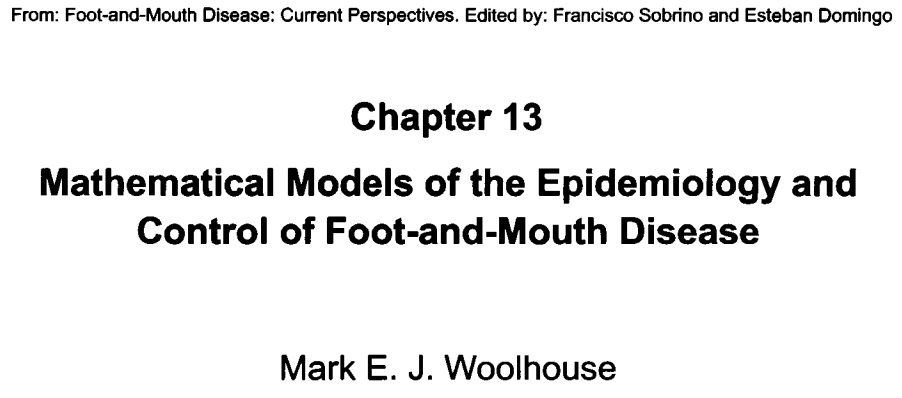 From: Foot-and-Mouth Disease: Current Perspectives. Edited by: Francisco Sobrino and Esteban Domingo
Chapter 13
Mathematical Models of the Epidemiology and
Control of Foot-and-Mouth Disease
Mark E. J. Woolhouse